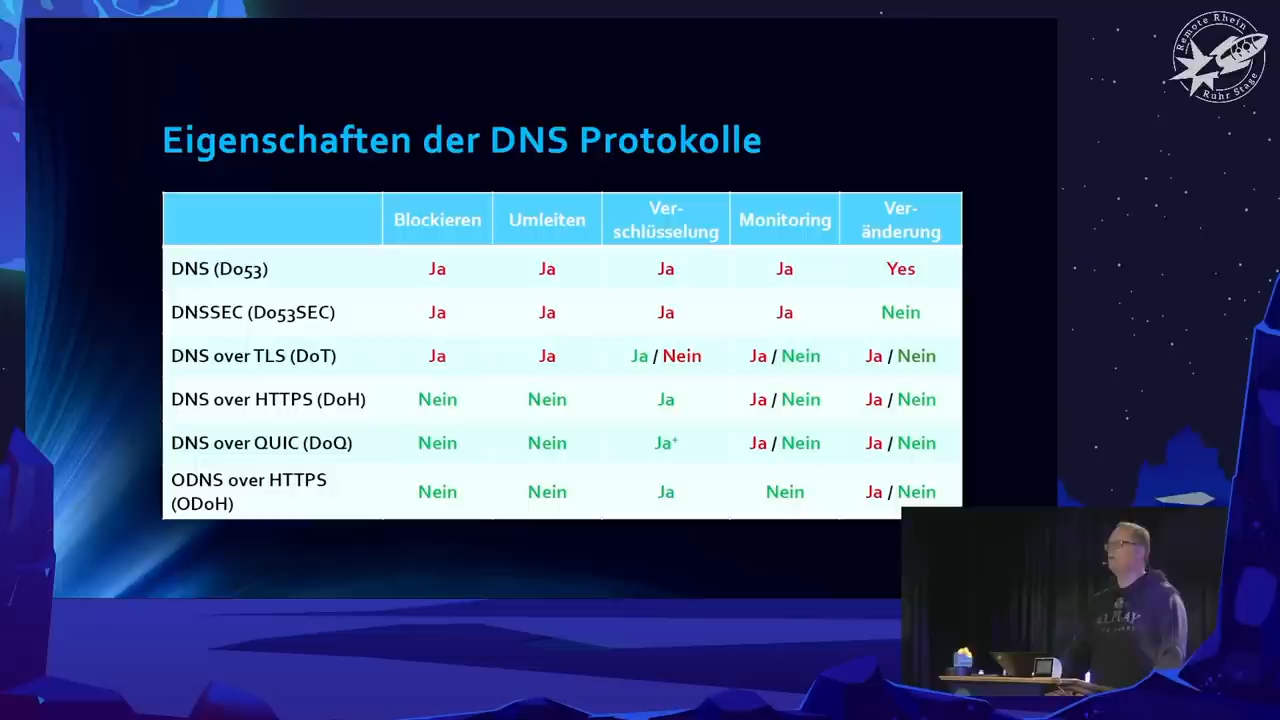 Remote Rhein
Ruhr Stage
Eigenschaften der DNS Protokolle
Blockieren Umleiten Ver-schlüsselung Monitoring Ver-änderung
DNS (Do53) Ja Ja Ja Ja Yes
DNSSEC (Do53SEC) Ja Ja Ja Ja Nein
DNS over TLS (DoT) Ja Ja Ja / Nein Ja / Nein Ja / Nein
DNS over HTTPS (DoH) Nein Nein Ja Ja / Nein Ja / Nein
DNS over QUIC (DoQ) Nein Nein Ja⁺ Ja / Nein Ja / Nein
ODNS over HTTPS
(ODoH) Nein Nein Ja Nein Ja / Nein